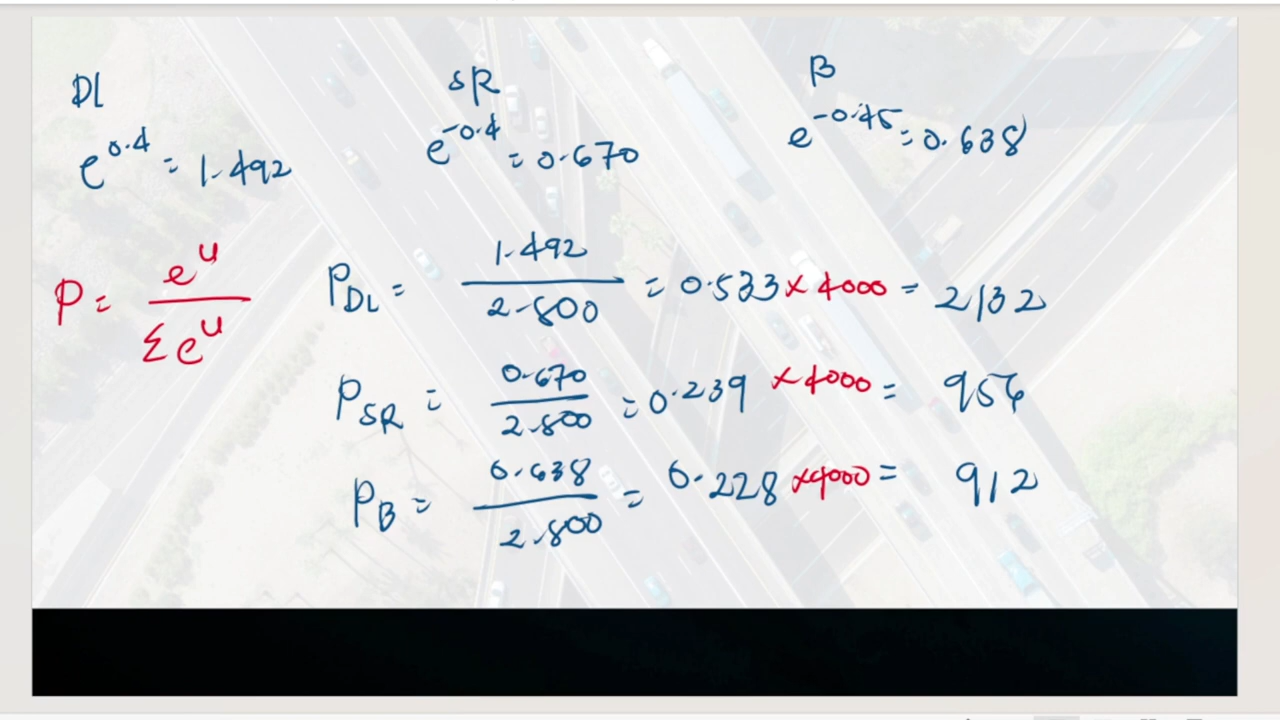 DL SR B
e^0.4 = 1.492 e^-0.4 = 0.670 e^-0.45 = 0.638
P = e^u / Σe^u
P_DL = 1.492 / 2.800 = 0.533 × 4000 = 2132
P_SR = 0.670 / 2.800 = 0.239 × 4000 = 956
P_B = 0.638 / 2.800 = 0.228 × 4000 = 912